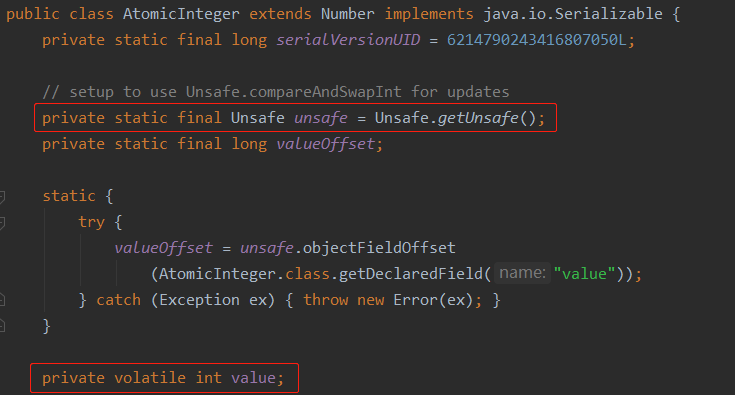 public class AtomicInteger extends Number implements java.io.Serializable {
private static final long serialVersionUID = 6214790243416807050L;
// setup to use Unsafe.compareAndSwapInt for updates
private static final Unsafe unsafe = Unsafe.getUnsafe();
private static final long valueOffset;
static {
try {
valueOffset = unsafe.objectFieldOffset
(AtomicInteger.class.getDeclaredField( name: "value"));
} catch (Exception ex) { throw new Error(ex); }
}
private volatile int value;